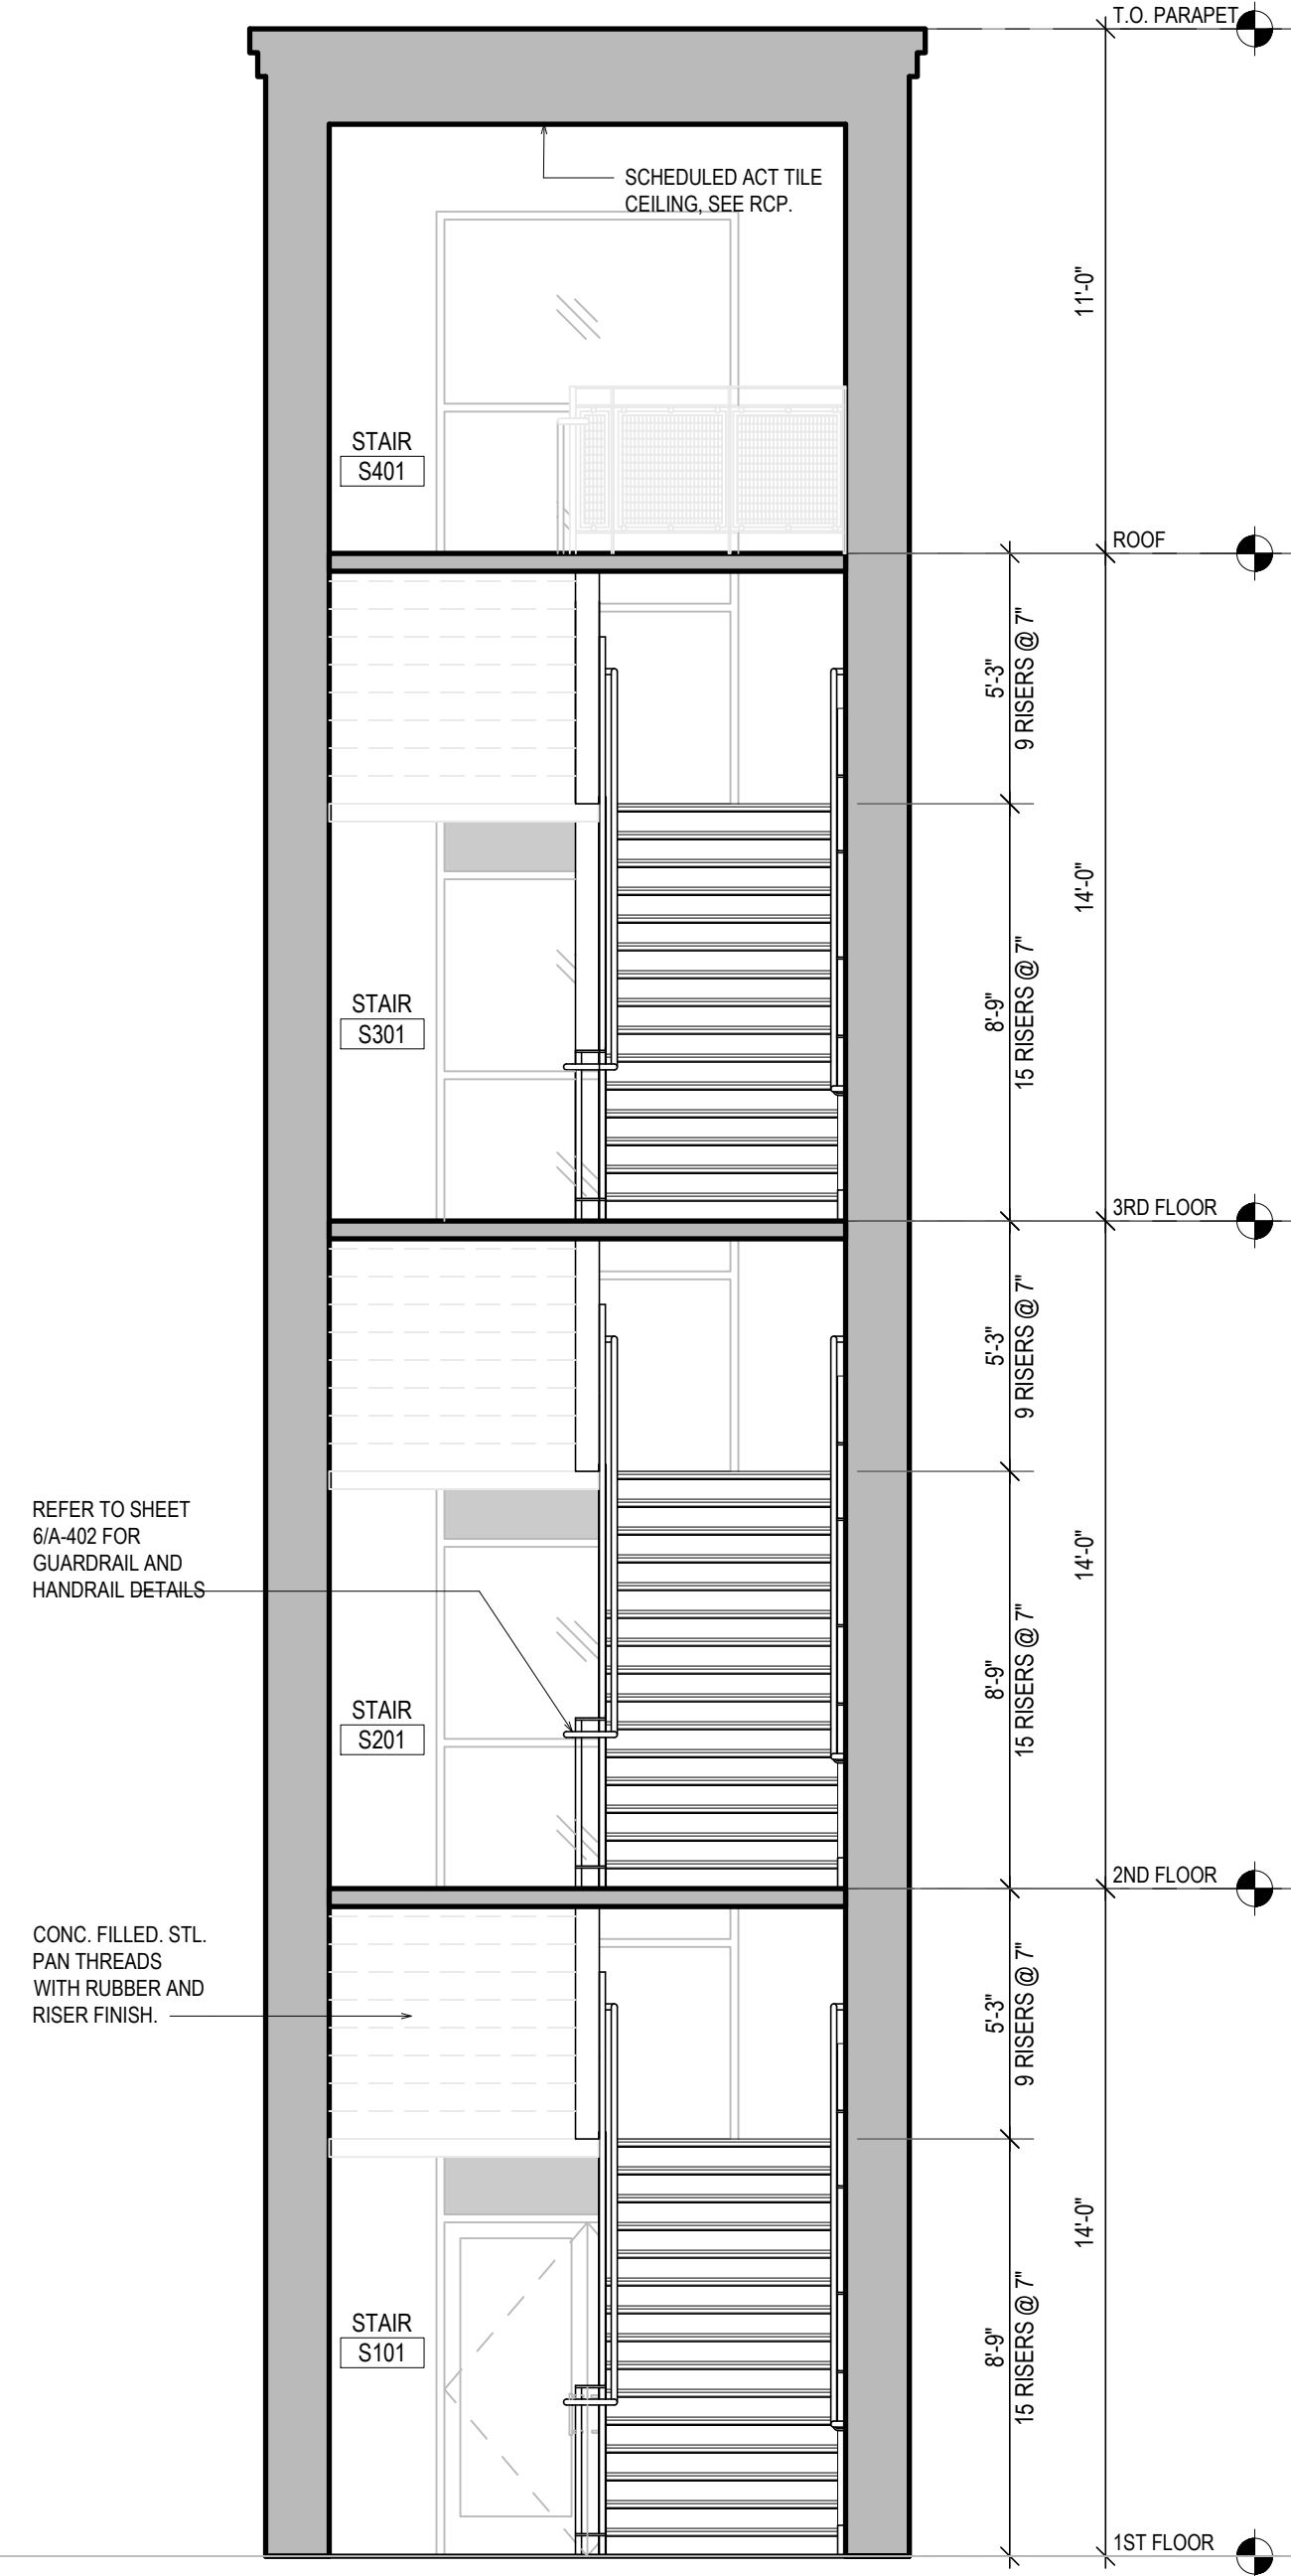 T.O. PARAPET
SCHEDULED ACT TILE
CEILING, SEE RCP.
11'-0"
STAIR
S401
ROOF
5'-3"
9 RISERS @ 7"
14'-0"
STAIR
S301
8'-9"
15 RISERS @ 7"
3RD FLOOR
5'-3"
9 RISERS @ 7"
REFER TO SHEET
6/A-402 FOR
GUARDRAIL AND
HANDRAIL DETAILS
14'-0"
8'-9"
15 RISERS @ 7"
STAIR
S201
2ND FLOOR
CONC. FILLED. STL.
PAN THREADS
WITH RUBBER AND
RISER FINISH.
5'-3"
9 RISERS @ 7"
14'-0"
STAIR
S101
8'-9"
15 RISERS @ 7"
1ST FLOOR